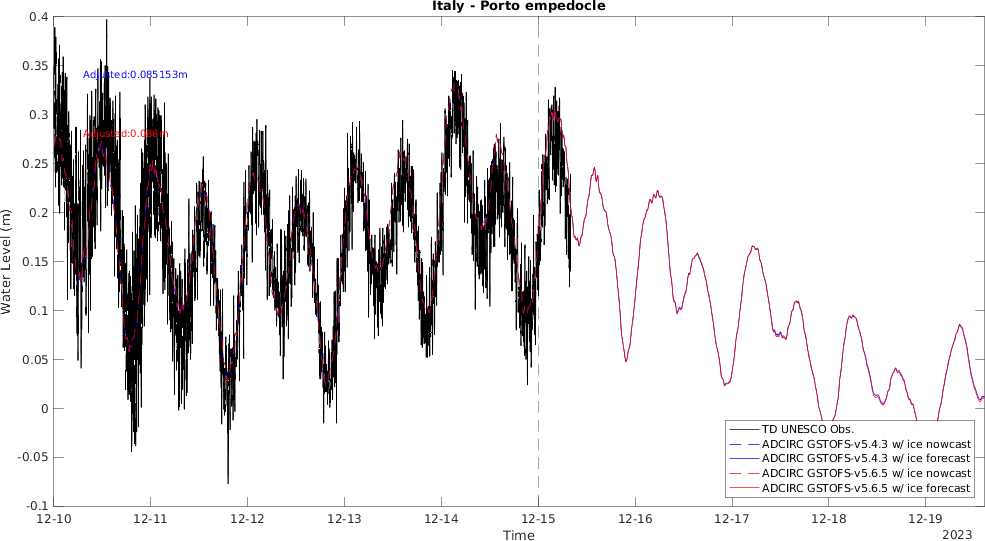 Italy - Porto empedocle
0.4
0.35
0.3
0.25
0.2
0.15
0.1
0.05
0
-0.05
-0.1
Water Level (m)
Adjusted:0.085153m
Adjusted:0.088m
TD UNESCO Obs.
ADCIRC GSTOFS-v5.4.3 w/ ice nowcast
ADCIRC GSTOFS-v5.4.3 w/ ice forecast
ADCIRC GSTOFS-v5.6.5 w/ ice nowcast
ADCIRC GSTOFS-v5.6.5 w/ ice forecast
12-10 12-11 12-12 12-13 12-14 12-15 12-16 12-17 12-18 12-19
Time
2023